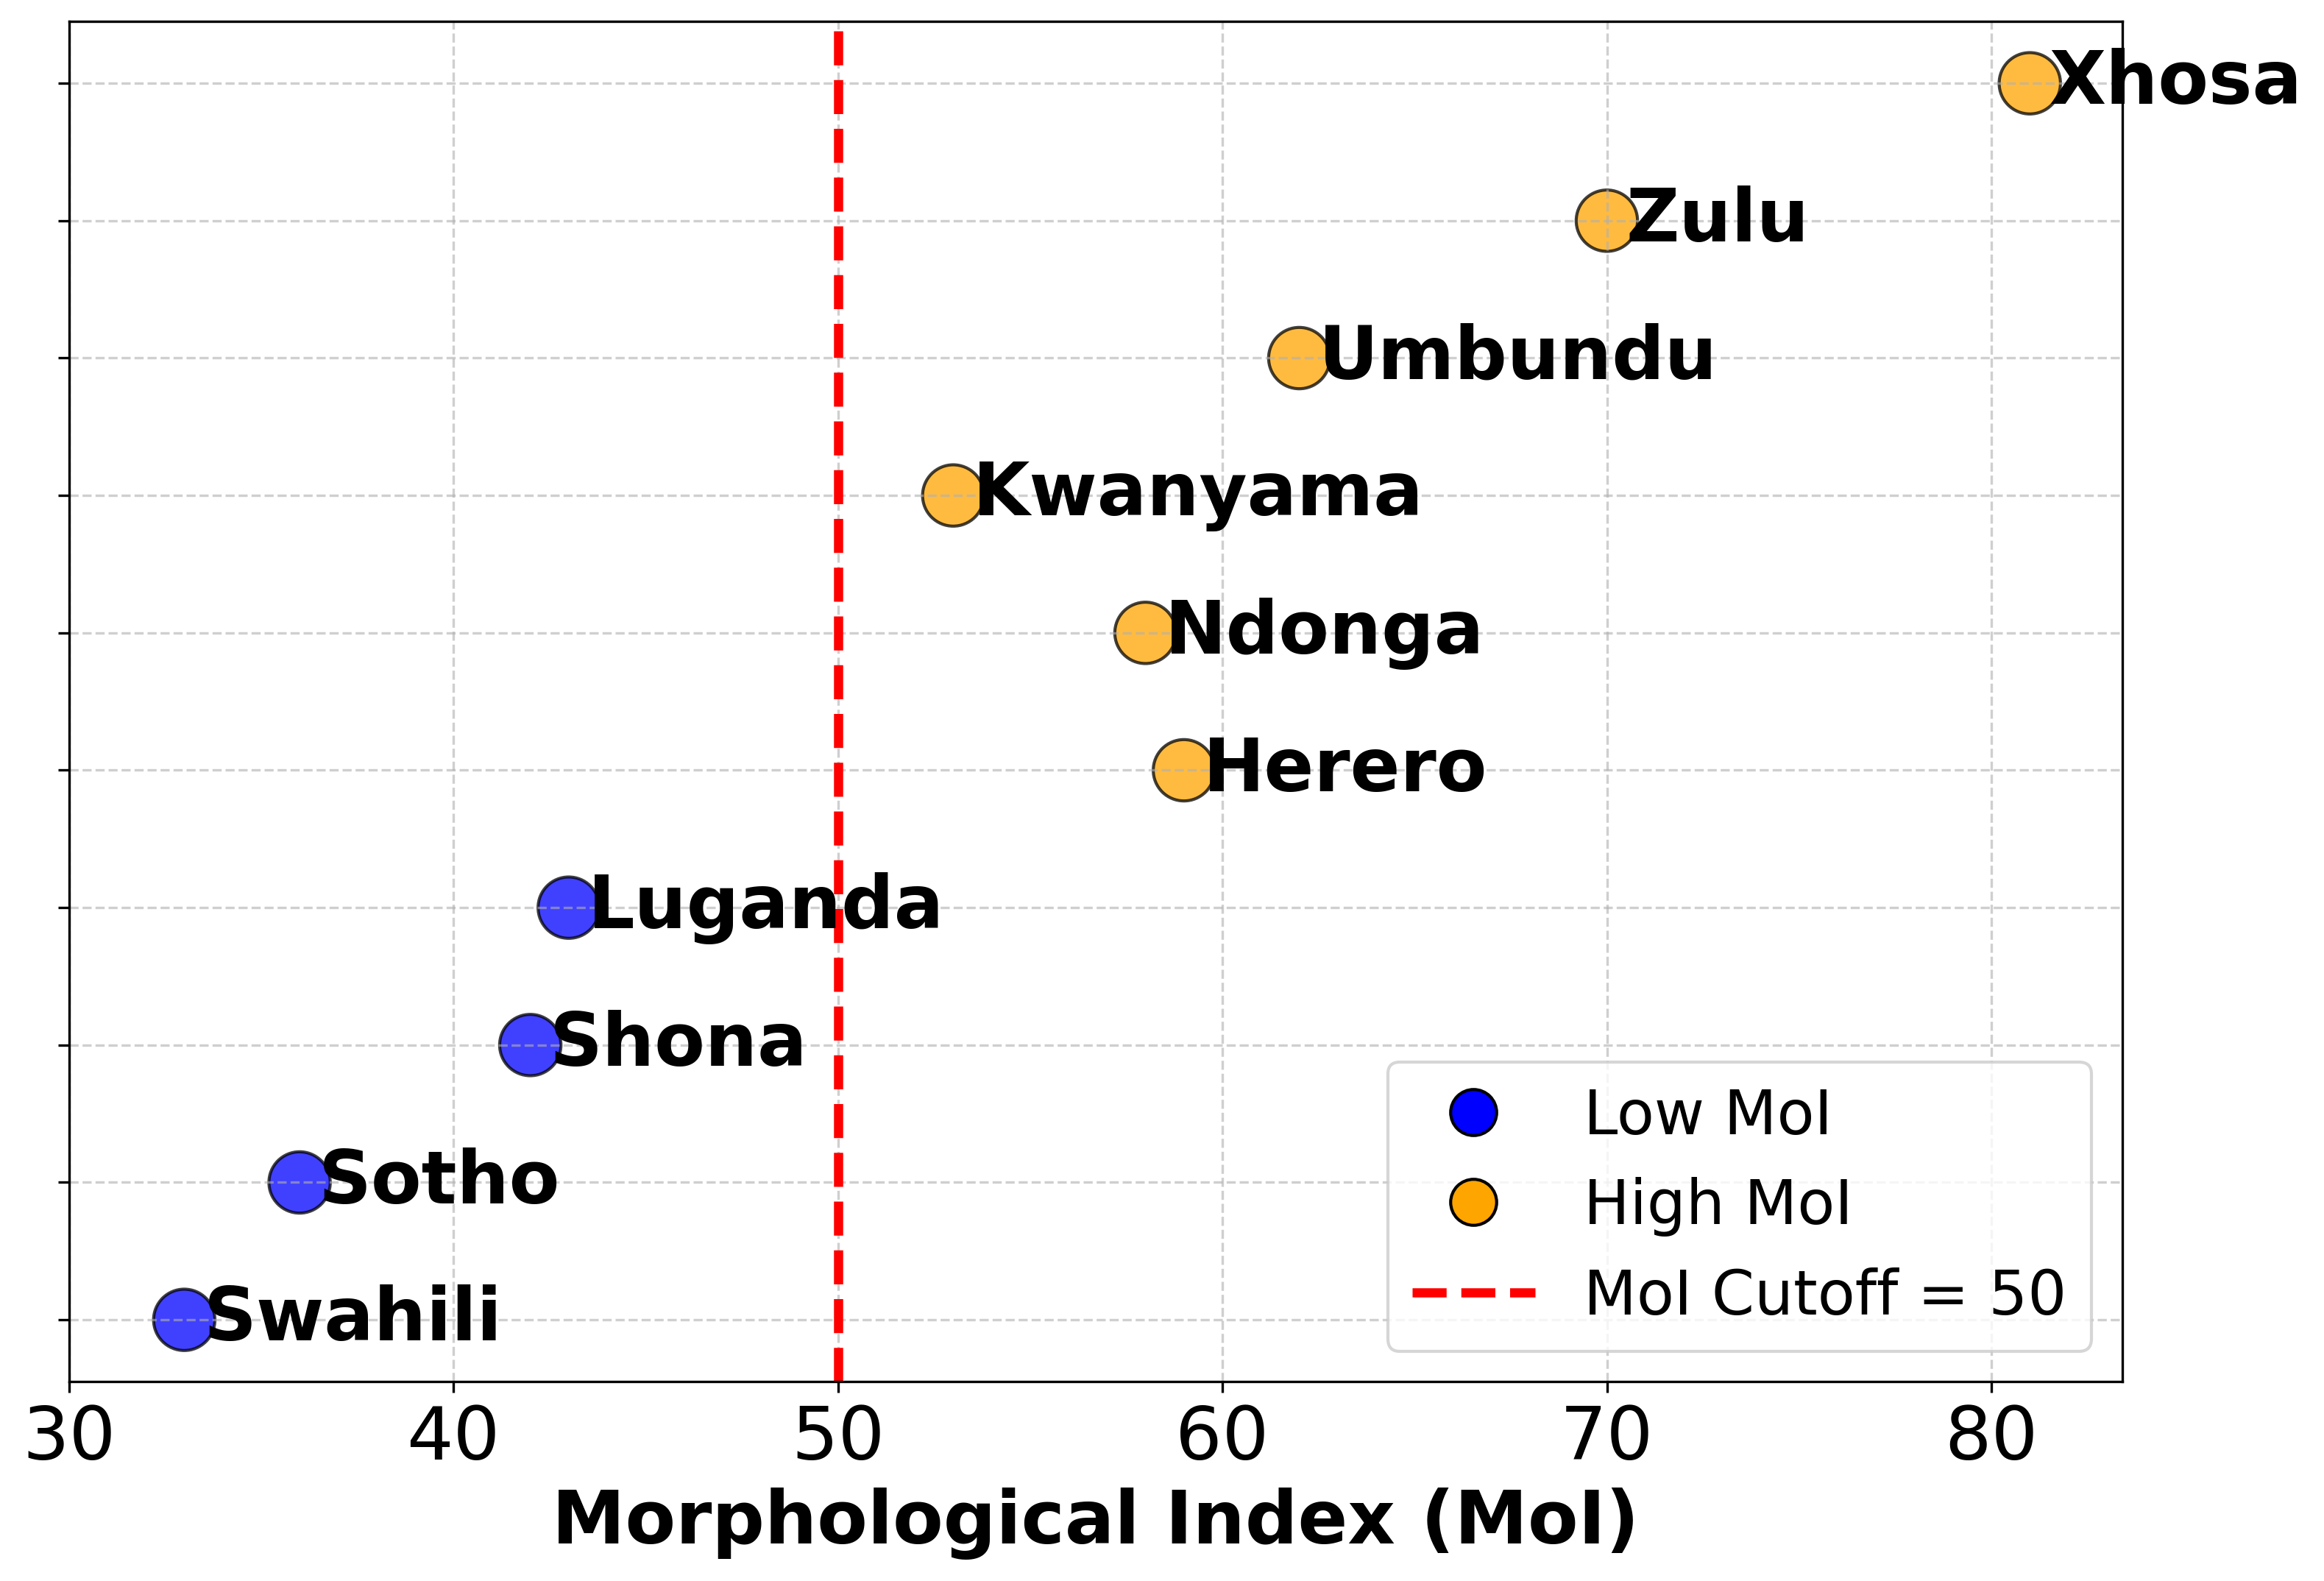 Xhosa
Zulu
Umbundu
Kwanyama
Ndonga
Herero
Luganda
Shona
Sotho
Swahili
Low MoI
High MoI
MoI Cutoff = 50
30 40 50 60 70 80
Morphological Index (MoI)